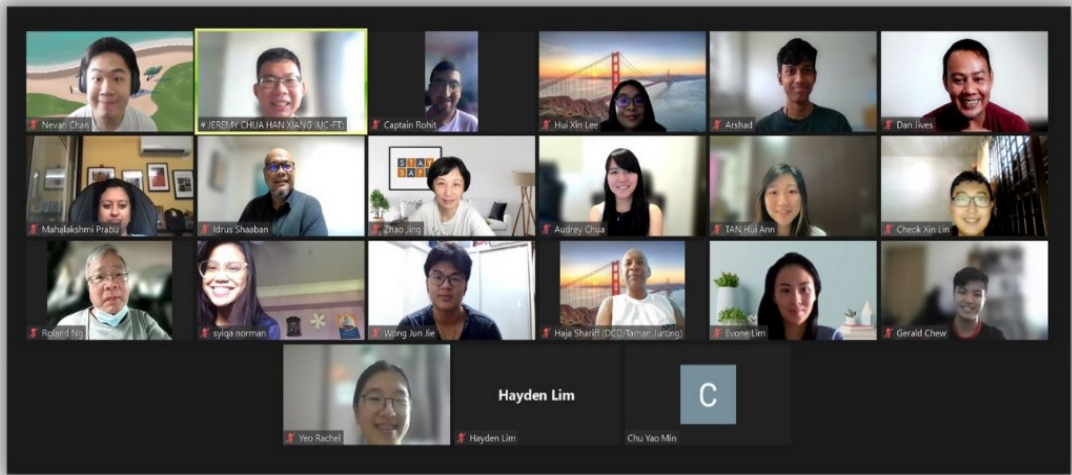 Nevan Chan
# JEREMY CHUA HAN XIANG (UC-FT)
Captain Rohit
Hui Xin Lee
Arshad
Dan Jives
Mahalakshmi Prabu
Idrus Shaaban
STAY
SAFE
Zhao Jing
Audrey Chua
TAN Hui Ann
Cheok Xin Lin
Roland Ng
syiqa norman
Wong Jun Jie
Haja Shariff (DCD/Taman Jurong)
Evone Lim
Gerald Chew
Yeo Rachel
Hayden Lim
Hayden Lim
C
Chu Yao Min